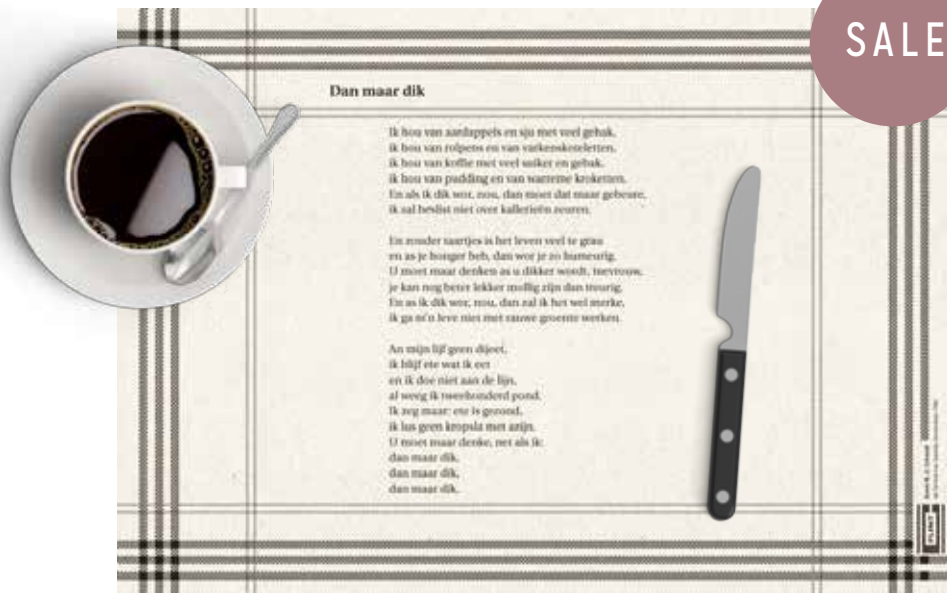 SALE
Dan maar dik
Ik hou van aardappels en sju met veel gehak,
ik hou van rolpens en van varkenskoteletten,
ik hou van koffie met veel suiker en gebak,
ik hou van pudding en van warreme kroketten.
En als ik dik wor, nou, dan moet dat maar gebeure,
ik zal beslist niet over kallerieën zeuren.
En zonder taartjes is het leven veel te grau
en as je honger heb, dan wor je zo humeurig.
U moet maar denken as u dikker wordt, mevrouw,
je kan nog beter lekker mollig zijn dan treurig.
En as ik dik wor, nou, dan zal ik het wel merke,
ik ga m'n leve niet met rauwe groente werken.
An mijn lijf geen dijeet,
ik blijf ete wat ik eet
en ik doe niet aan de lijn,
al weeg ik tweehonderd pond.
Ik zeg maar: ete is gezond,
ik lus geen kropsla met azijn.
U moet maar denke, net als ik:
dan maar dik,
dan maar dik,
dan maar dik.
PLINT